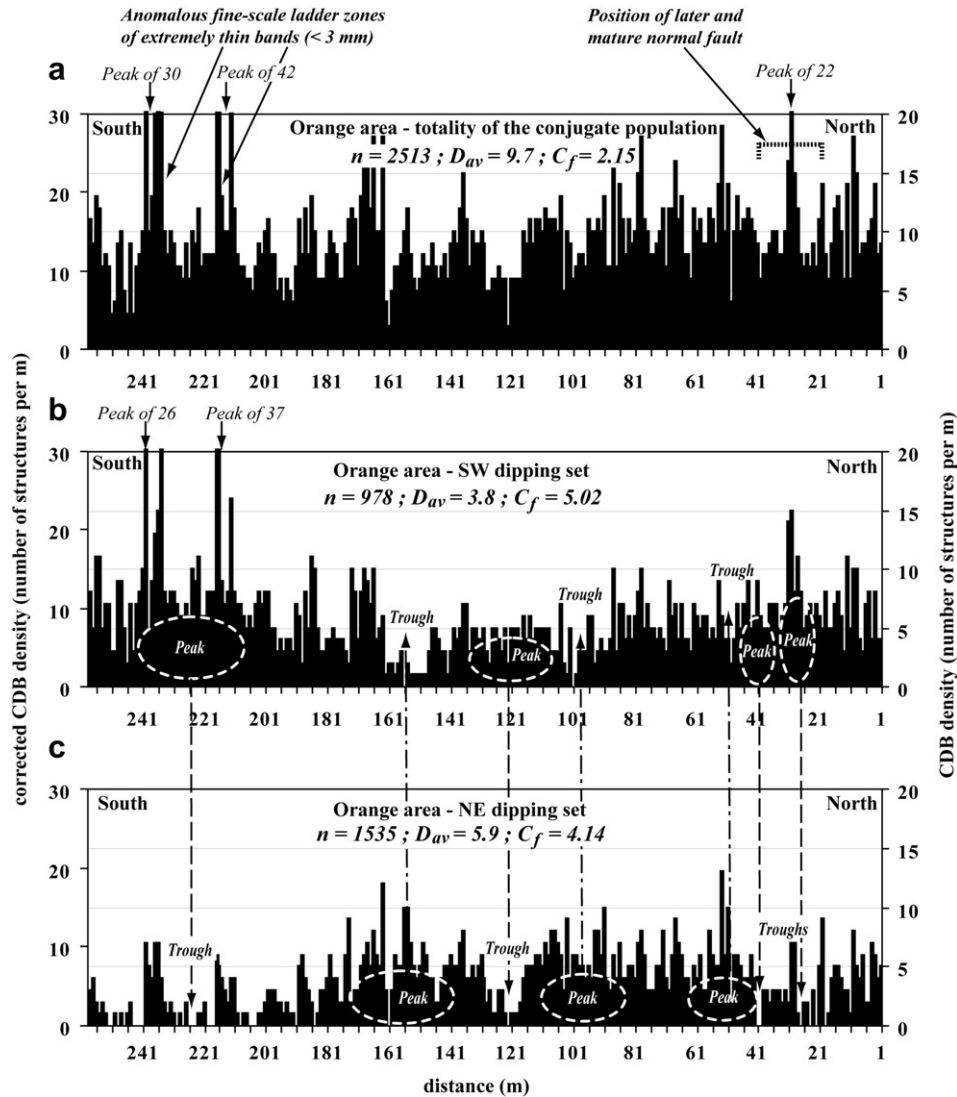 Anomalous fine-scale ladder zones
of extremely thin bands (< 3 mm)
Position of later and
mature normal fault
a
Peak of 30
Peak of 42
Peak of 22
30
20
South
Orange area - totality of the conjugate population
North
n = 2513 ; Dav = 9.7 ; Cf = 2.15
15
20
10
10
5
0
0
241 221 201 181 161 141 121 101 81 61 41 21 1
b
Peak of 26
Peak of 37
30
20
South
Orange area - SW dipping set
North
n = 978 ; Dav = 3.8 ; Cf = 5.02
15
20
10
Trough
Trough
Trough
10
5
Peak
Peak
Peak
Peak
0
0
241 221 201 181 161 141 121 101 81 61 41 21 1
c
30
20
South
Orange area - NE dipping set
North
n = 1535 ; Dav = 5.9 ; Cf = 4.14
15
20
10
10
Trough
Trough
Troughs
5
Peak
Peak
Peak
0
0
241 221 201 181 161 141 121 101 81 61 41 21 1
distance (m)
corrected CDB density (number of structures per m)
CDB density (number of structures per m)